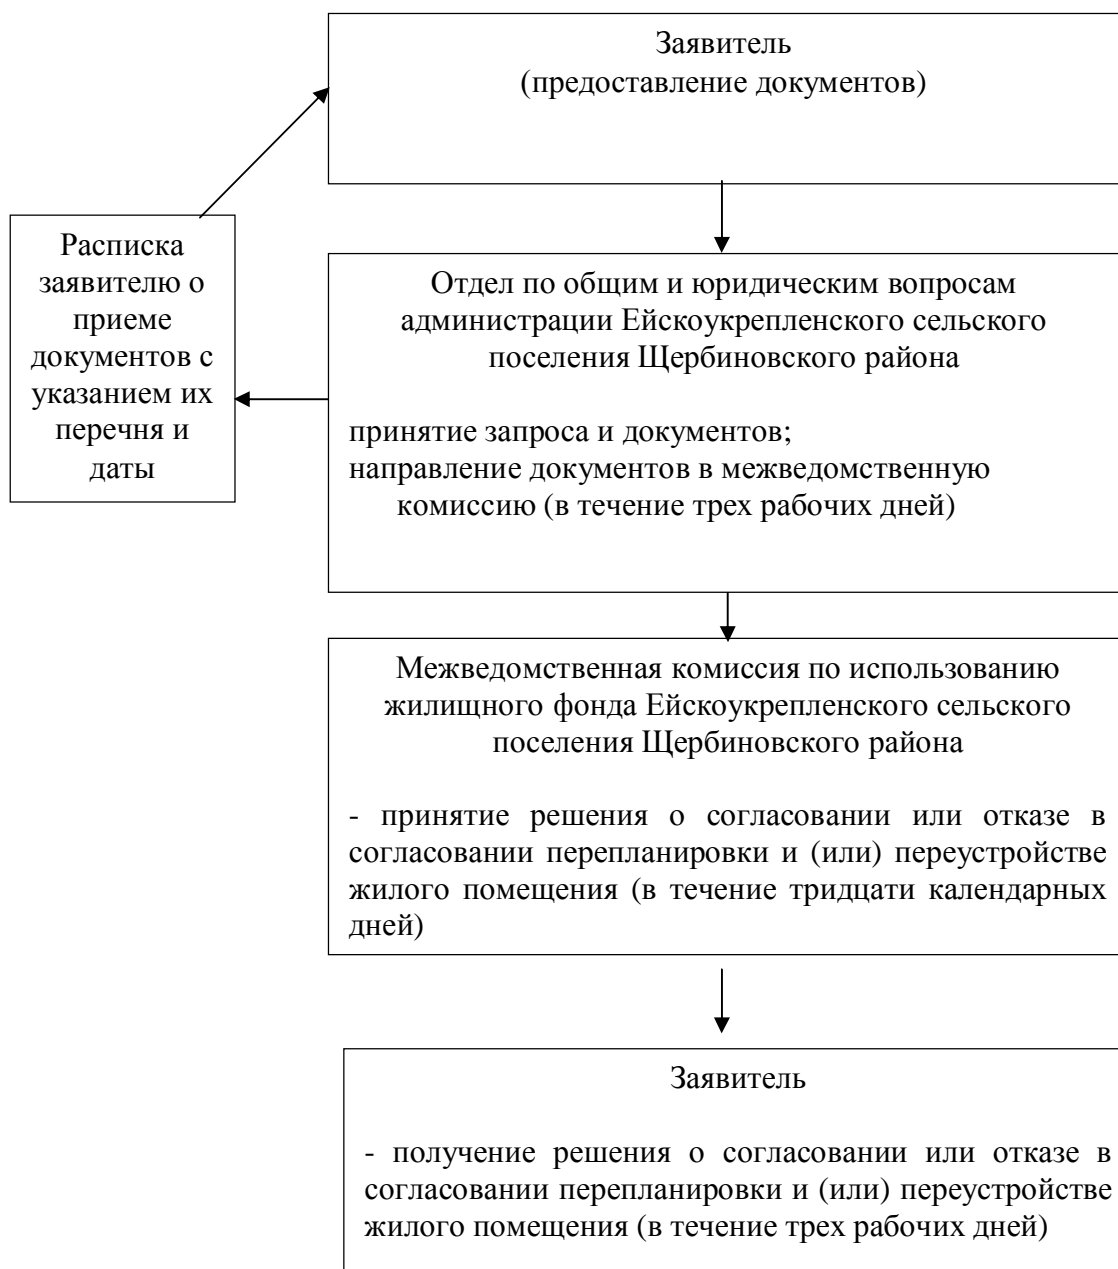 Заявитель
(предоставление документов)
Расписка
заявителю о
приеме
документов с
указанием их
перечня и
даты
Отдел по общим и юридическим вопросам
администрации Ейскоукрепленского сельского
поселения Щербиновского района
принятие запроса и документов;
направление документов в межведомственную
комиссию (в течение трех рабочих дней)
Межведомственная комиссия по использованию
жилищного фонда Ейскоукрепленского сельского
поселения Щербиновского района
- принятие решения о согласовании или отказе в
согласовании перепланировки и (или) переустройстве
жилого помещения (в течение тридцати календарных
дней)
Заявитель
- получение решения о согласовании или отказе в
согласовании перепланировки и (или) переустройстве
жилого помещения (в течение трех рабочих дней)